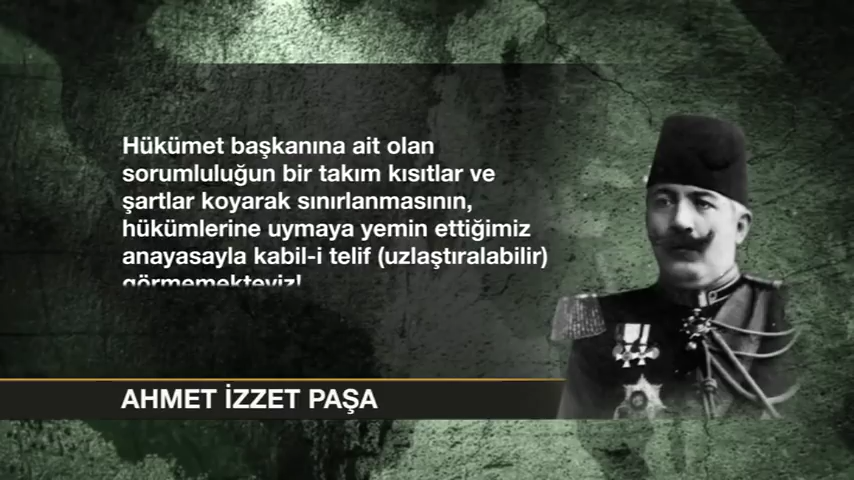 Hükümet başkanına ait olan
sorumluluğun bir takım kısıtlar ve
şartlar koyarak sınırlanmasının,
hükümlerine uymaya yemin ettiğimiz
anayasayla kabil-i telif (uzlaştıralabilir)
görmemekteyiz!
AHMET İZZET PAŞA